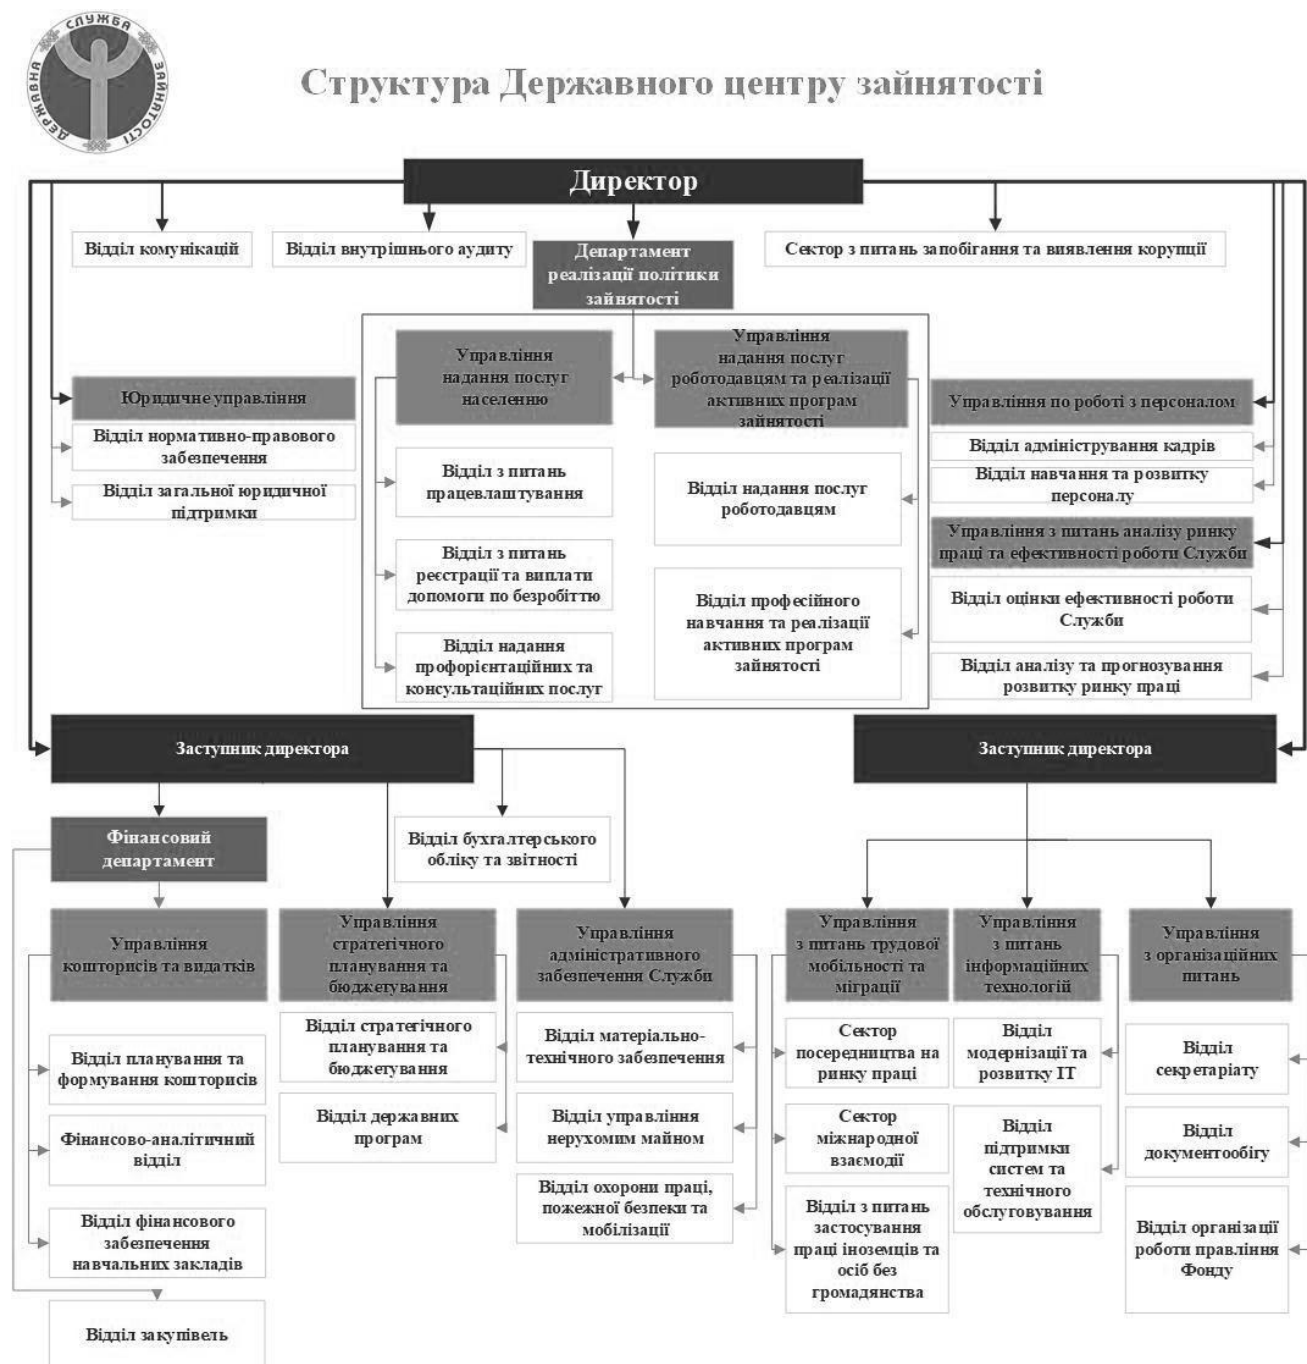 ДЕРЖАВНА СЛУЖБА ЗАЙНЯТОСТІ
Структура Державного центру зайнятості
Директор
Відділ комунікацій
Відділ внутрішнього аудиту
Департамент
реалізації політики
зайнятості
Сектор з питань запобігання та виявлення корупції
Управління
надання послуг
населенню
Управління
надання послуг
роботодавцям та реалізації
активних програм
зайнятості
Юридичне управління
Відділ нормативно-правового
забезпечення
Відділ загальної юридичної
підтримки
Відділ з питань
працевлаштування
Відділ з питань
реєстрації та виплати
допомоги по безробіттю
Відділ надання
профорієнтаційних та
консультаційних послуг
Відділ надання послуг
роботодавцям
Відділ професійного
навчання та реалізації
активних програм
зайнятості
Управління по роботі з персоналом
Відділ адміністрування кадрів
Відділ навчання та розвитку
персоналу
Управління з питань аналізу ринку
праці та ефективності роботи Служби
Відділ оцінки ефективності роботи
Служби
Відділ аналізу та прогнозування
розвитку ринку праці
Заступник директора
Заступник директора
Фінансовий
департамент
Відділ бухгалтерського
обліку та звітності
Управління
кошторисів та видатків
Управління
стратегічного
планування та
бюджетування
Управління
адміністративного
забезпечення Служби
Управління
з питань трудової
мобільності та
міграції
Управління
з питань
інформаційних
технологій
Управління
з організаційних
питань
Відділ планування та
формування кошторисів
Фінансово-аналітичний
відділ
Відділ фінансового
забезпечення
навчальних закладів
Відділ закупівель
Відділ стратегічного
планування та
бюджетування
Відділ державних
програм
Відділ матеріально-
технічного забезпечення
Відділ управління
нерухомим майном
Відділ охорони праці,
пожежної безпеки та
мобілізації
Сектор
посередництва на
ринку праці
Сектор
міжнародної
взаємодії
Відділ з питань
застосування
праці іноземців та
осіб без
громадянства
Відділ
модернізації та
розвитку ІТ
Відділ
підтримки
систем та
технічного
обслуговування
Відділ
секретаріату
Відділ
документообігу
Відділ організації
роботи правління
Фонду